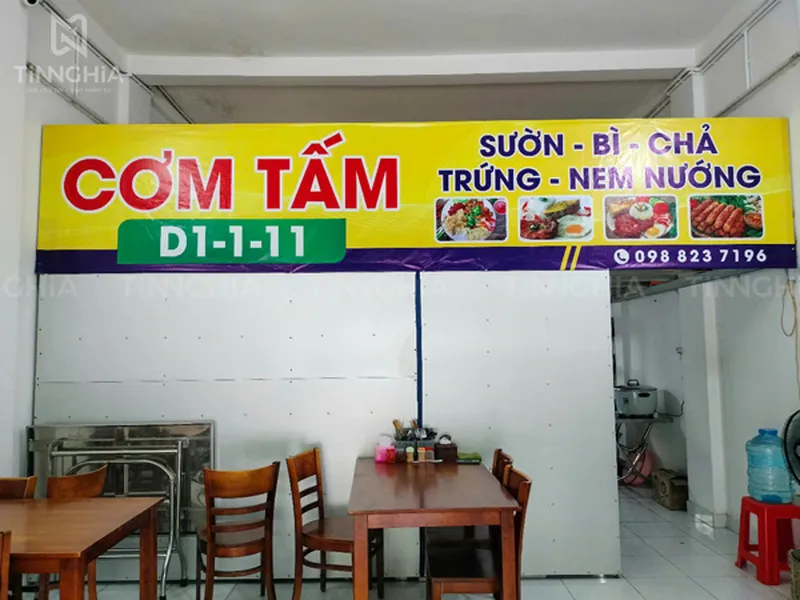 TINNGHIA
CƠM TẤM
D1-1-11
SƯỜN - BÌ - CHẢ
TRỨNG - NEM NƯỚNG
098 823 7196